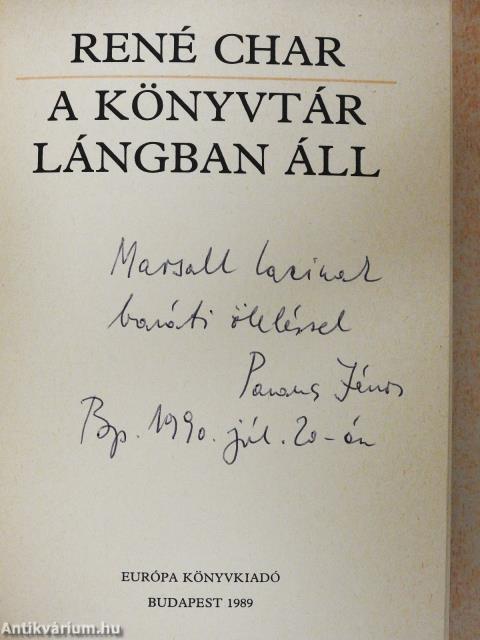 RENÉ CHAR
A KÖNYVTÁR
LÁNGBAN ÁLL
Marsall Lacinak
baráti öleléssel
Parancs János
Bp. 1990. júl. 20-án
EURÓPA KÖNYVKIADÓ
BUDAPEST 1989
Antikvárium.hu